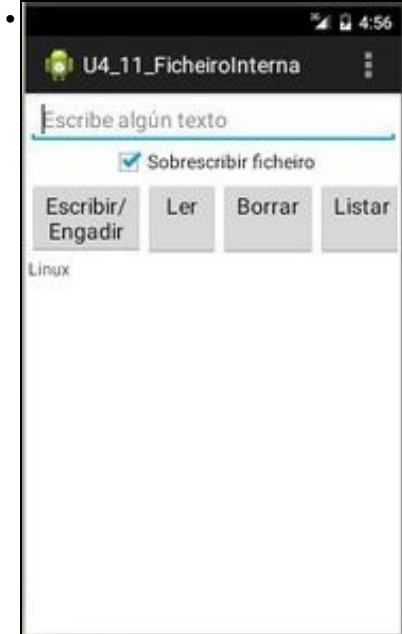 4:56
U4_11_FicheiroInterna
Escribe algún texto
Sobrescribir ficheiro
Escribir/ Ler Borrar Listar
Engadir
Linux